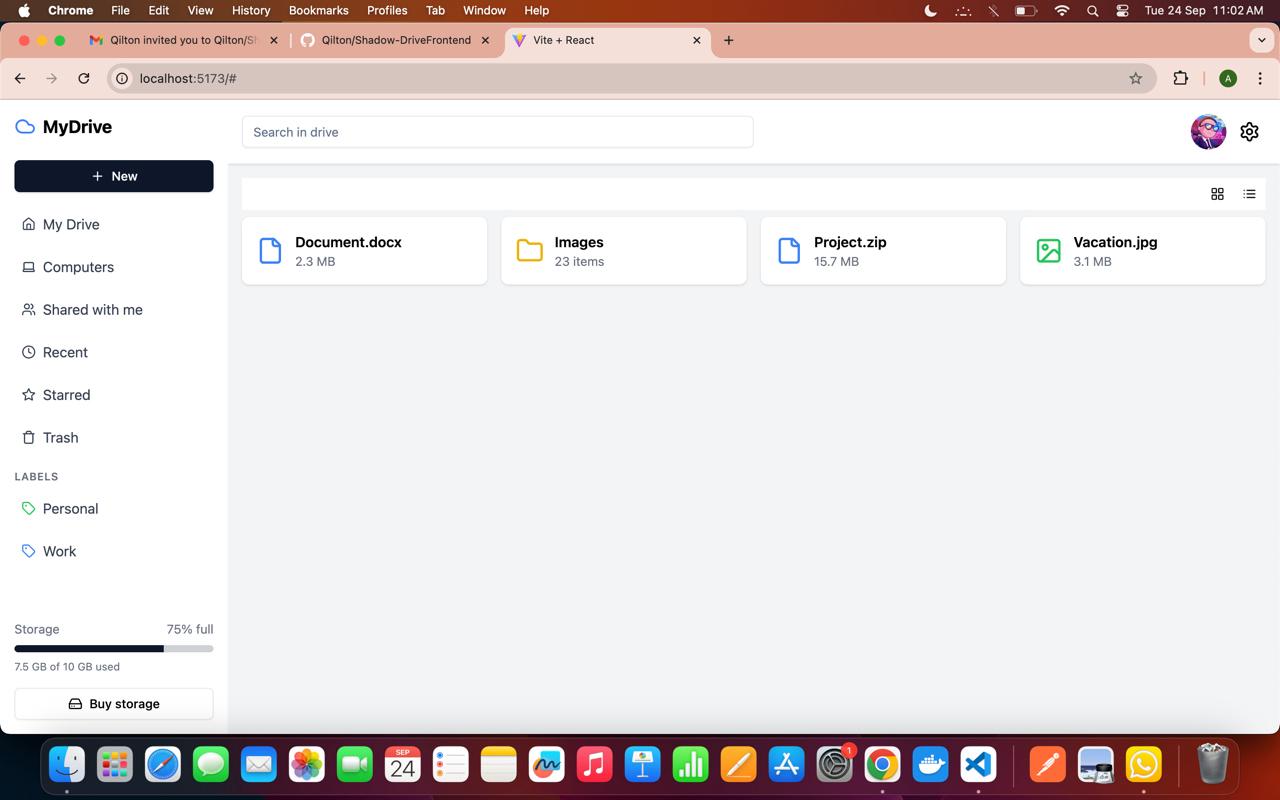 Chrome File Edit View History Bookmarks Profiles Tab Window Help Tue 24 Sep 11:02 AM
Qilton invited you to Qilton/Sh Qilton/Shadow-DriveFrontend Vite + React
localhost:5173/# A
MyDrive
Search in drive
New
My Drive
Computers
Shared with me
Recent
Starred
Trash
LABELS
Personal
Work
Storage 75% full
7.5 GB of 10 GB used
Buy storage
Document.docx
2.3 MB
Images
23 items
Project.zip
15.7 MB
Vacation.jpg
3.1 MB
SEP
24
1